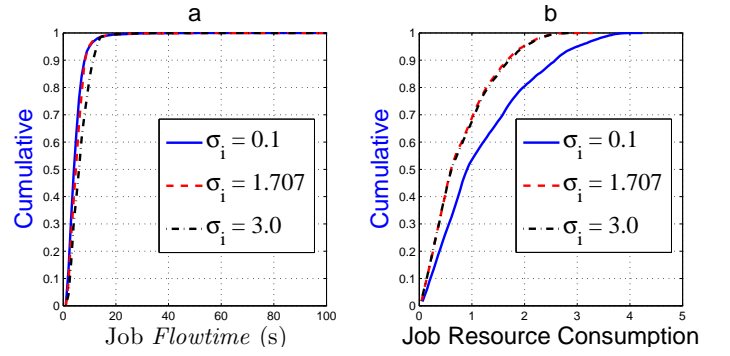 a
Cumulative
1
0.9
0.8
0.7
0.6
0.5
0.4
0.3
0.2
0.1
0
0 20 40 60 80 100
σi = 0.1
σi = 1.707
σi = 3.0
Job Flowtime (s)
b
Cumulative
1
0.9
0.8
0.7
0.6
0.5
0.4
0.3
0.2
0.1
0
0 1 2 3 4 5
σi = 0.1
σi = 1.707
σi = 3.0
Job Resource Consumption